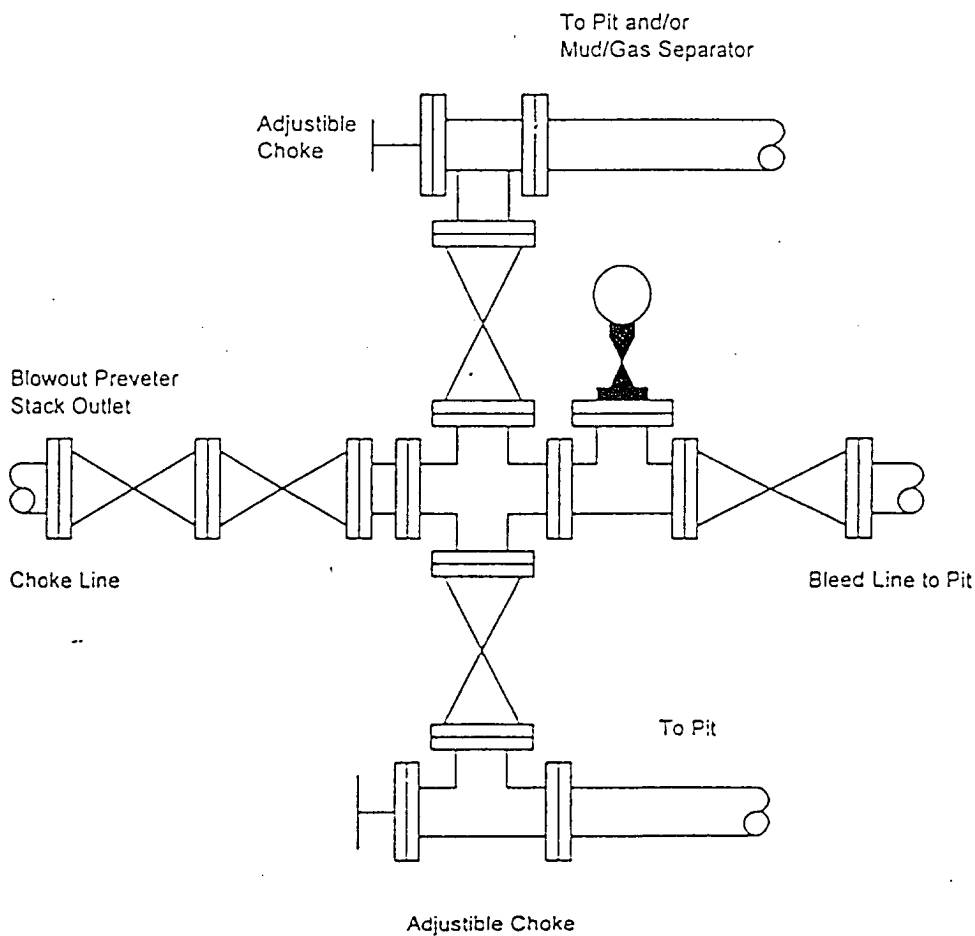 To Pit and/or
Mud/Gas Separator
Adjustible
Choke
Blowout Preveter
Stack Outlet
Choke Line
Bleed Line to Pit
To Pit
Adjustible Choke